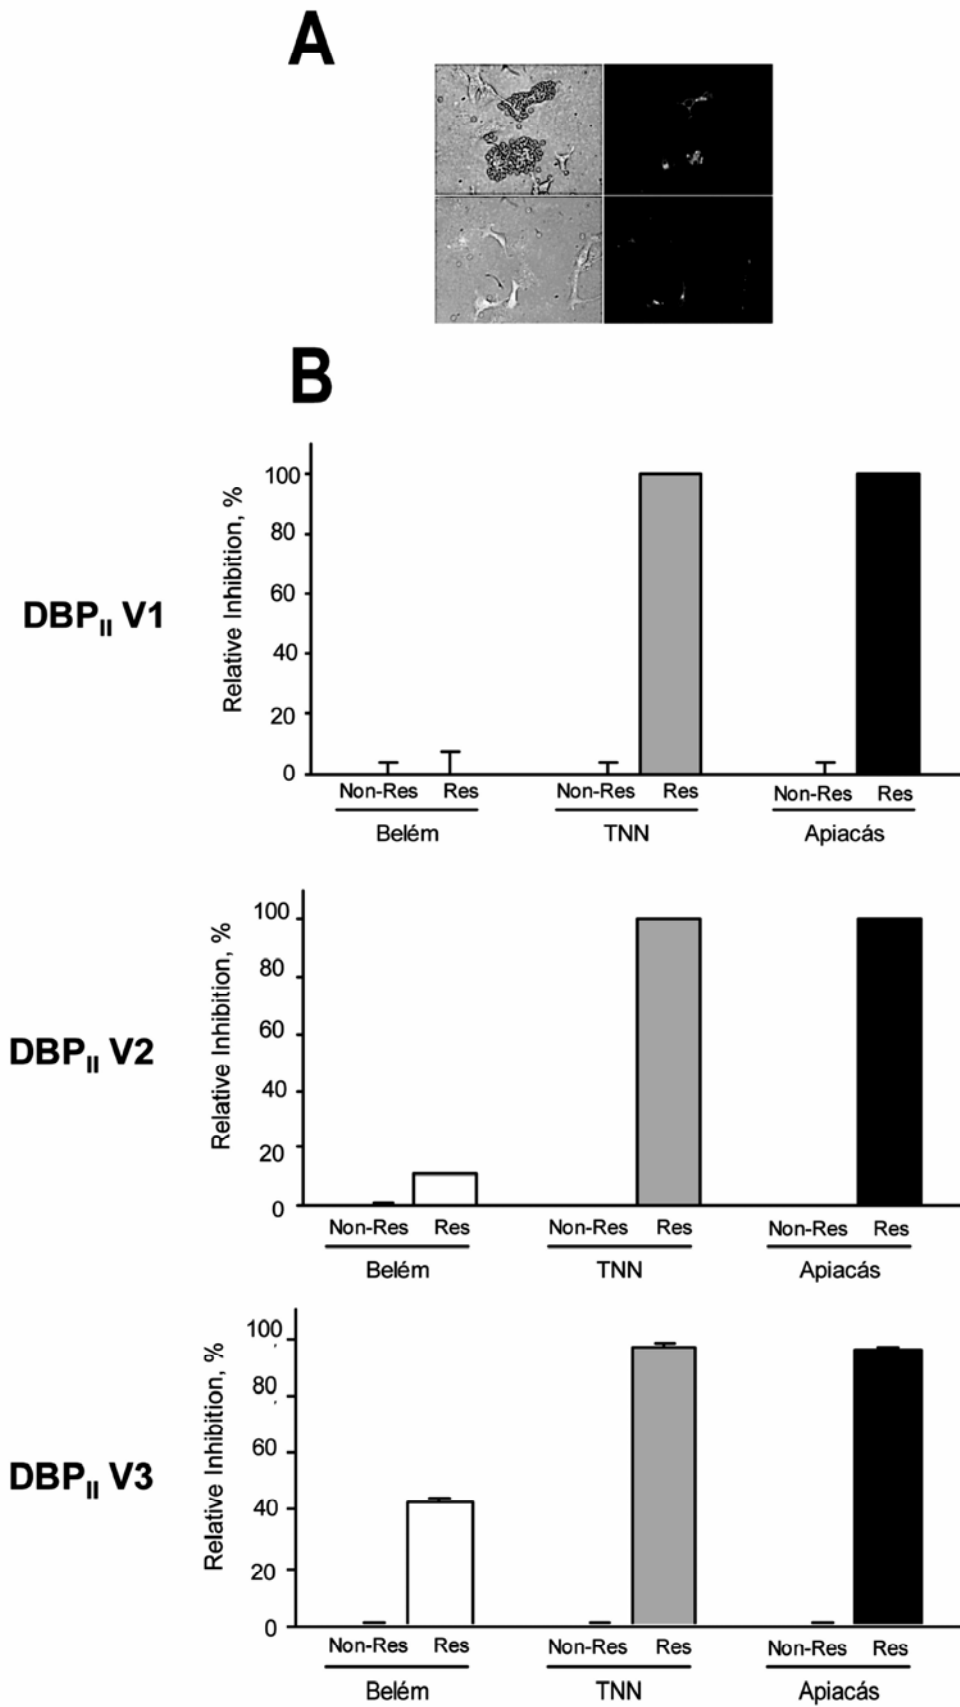 A
B
DBPII V1
Relative Inhibition, %
100
80
60
40
20
0
Non-Res Res Non-Res Res Non-Res Res
Belém TNN Apiacás
DBPII V2
Relative Inhibition, %
100
80
60
40
20
0
Non-Res Res Non-Res Res Non-Res Res
Belém TNN Apiacás
DBPII V3
Relative Inhibition, %
100
80
60
40
20
0
Non-Res Res Non-Res Res Non-Res Res
Belém TNN Apiacás